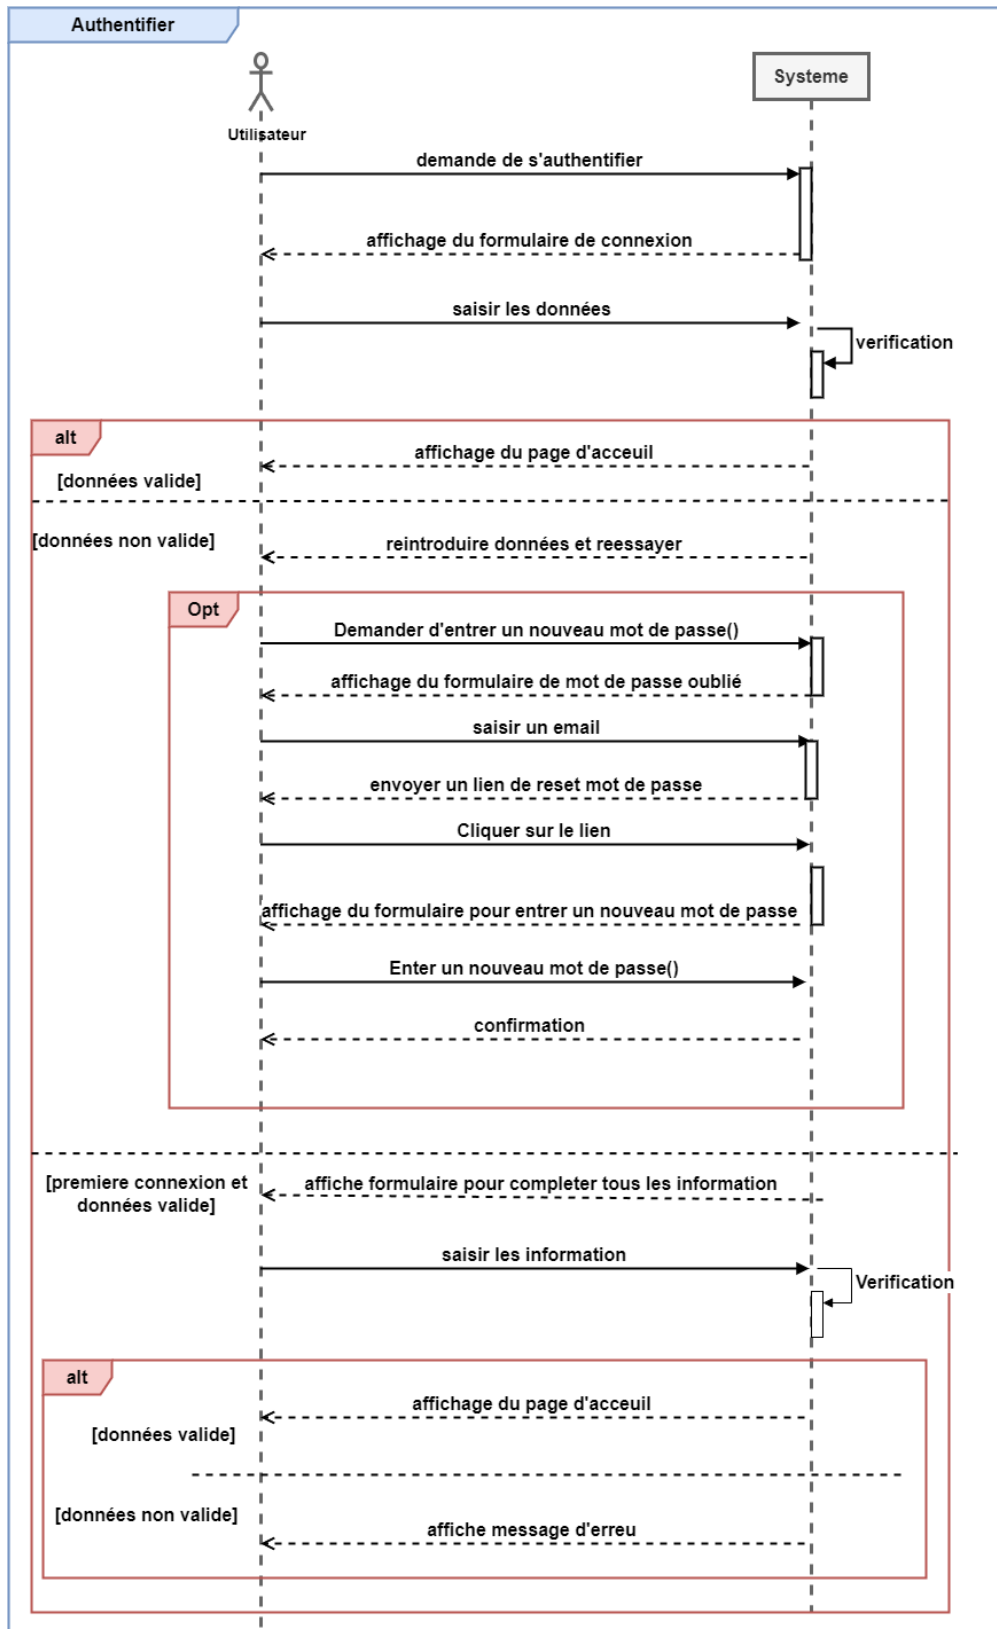 Authentifier
Systeme
Utilisateur
demande de s'authentifier
affichage du formulaire de connexion
saisir les données
verification
alt
affichage du page d'acceuil
[données valide]
[données non valide]
reintroduire données et reessayer
Opt
Demander d'entrer un nouveau mot de passe()
affichage du formulaire de mot de passe oublié
saisir un email
envoyer un lien de reset mot de passe
Cliquer sur le lien
affichage du formulaire pour entrer un nouveau mot de passe
Enter un nouveau mot de passe()
confirmation
[premiere connexion et
données valide]
affiche formulaire pour completer tous les information
saisir les information
Verification
alt
affichage du page d'acceuil
[données valide]
[données non valide]
affiche message d'erreu